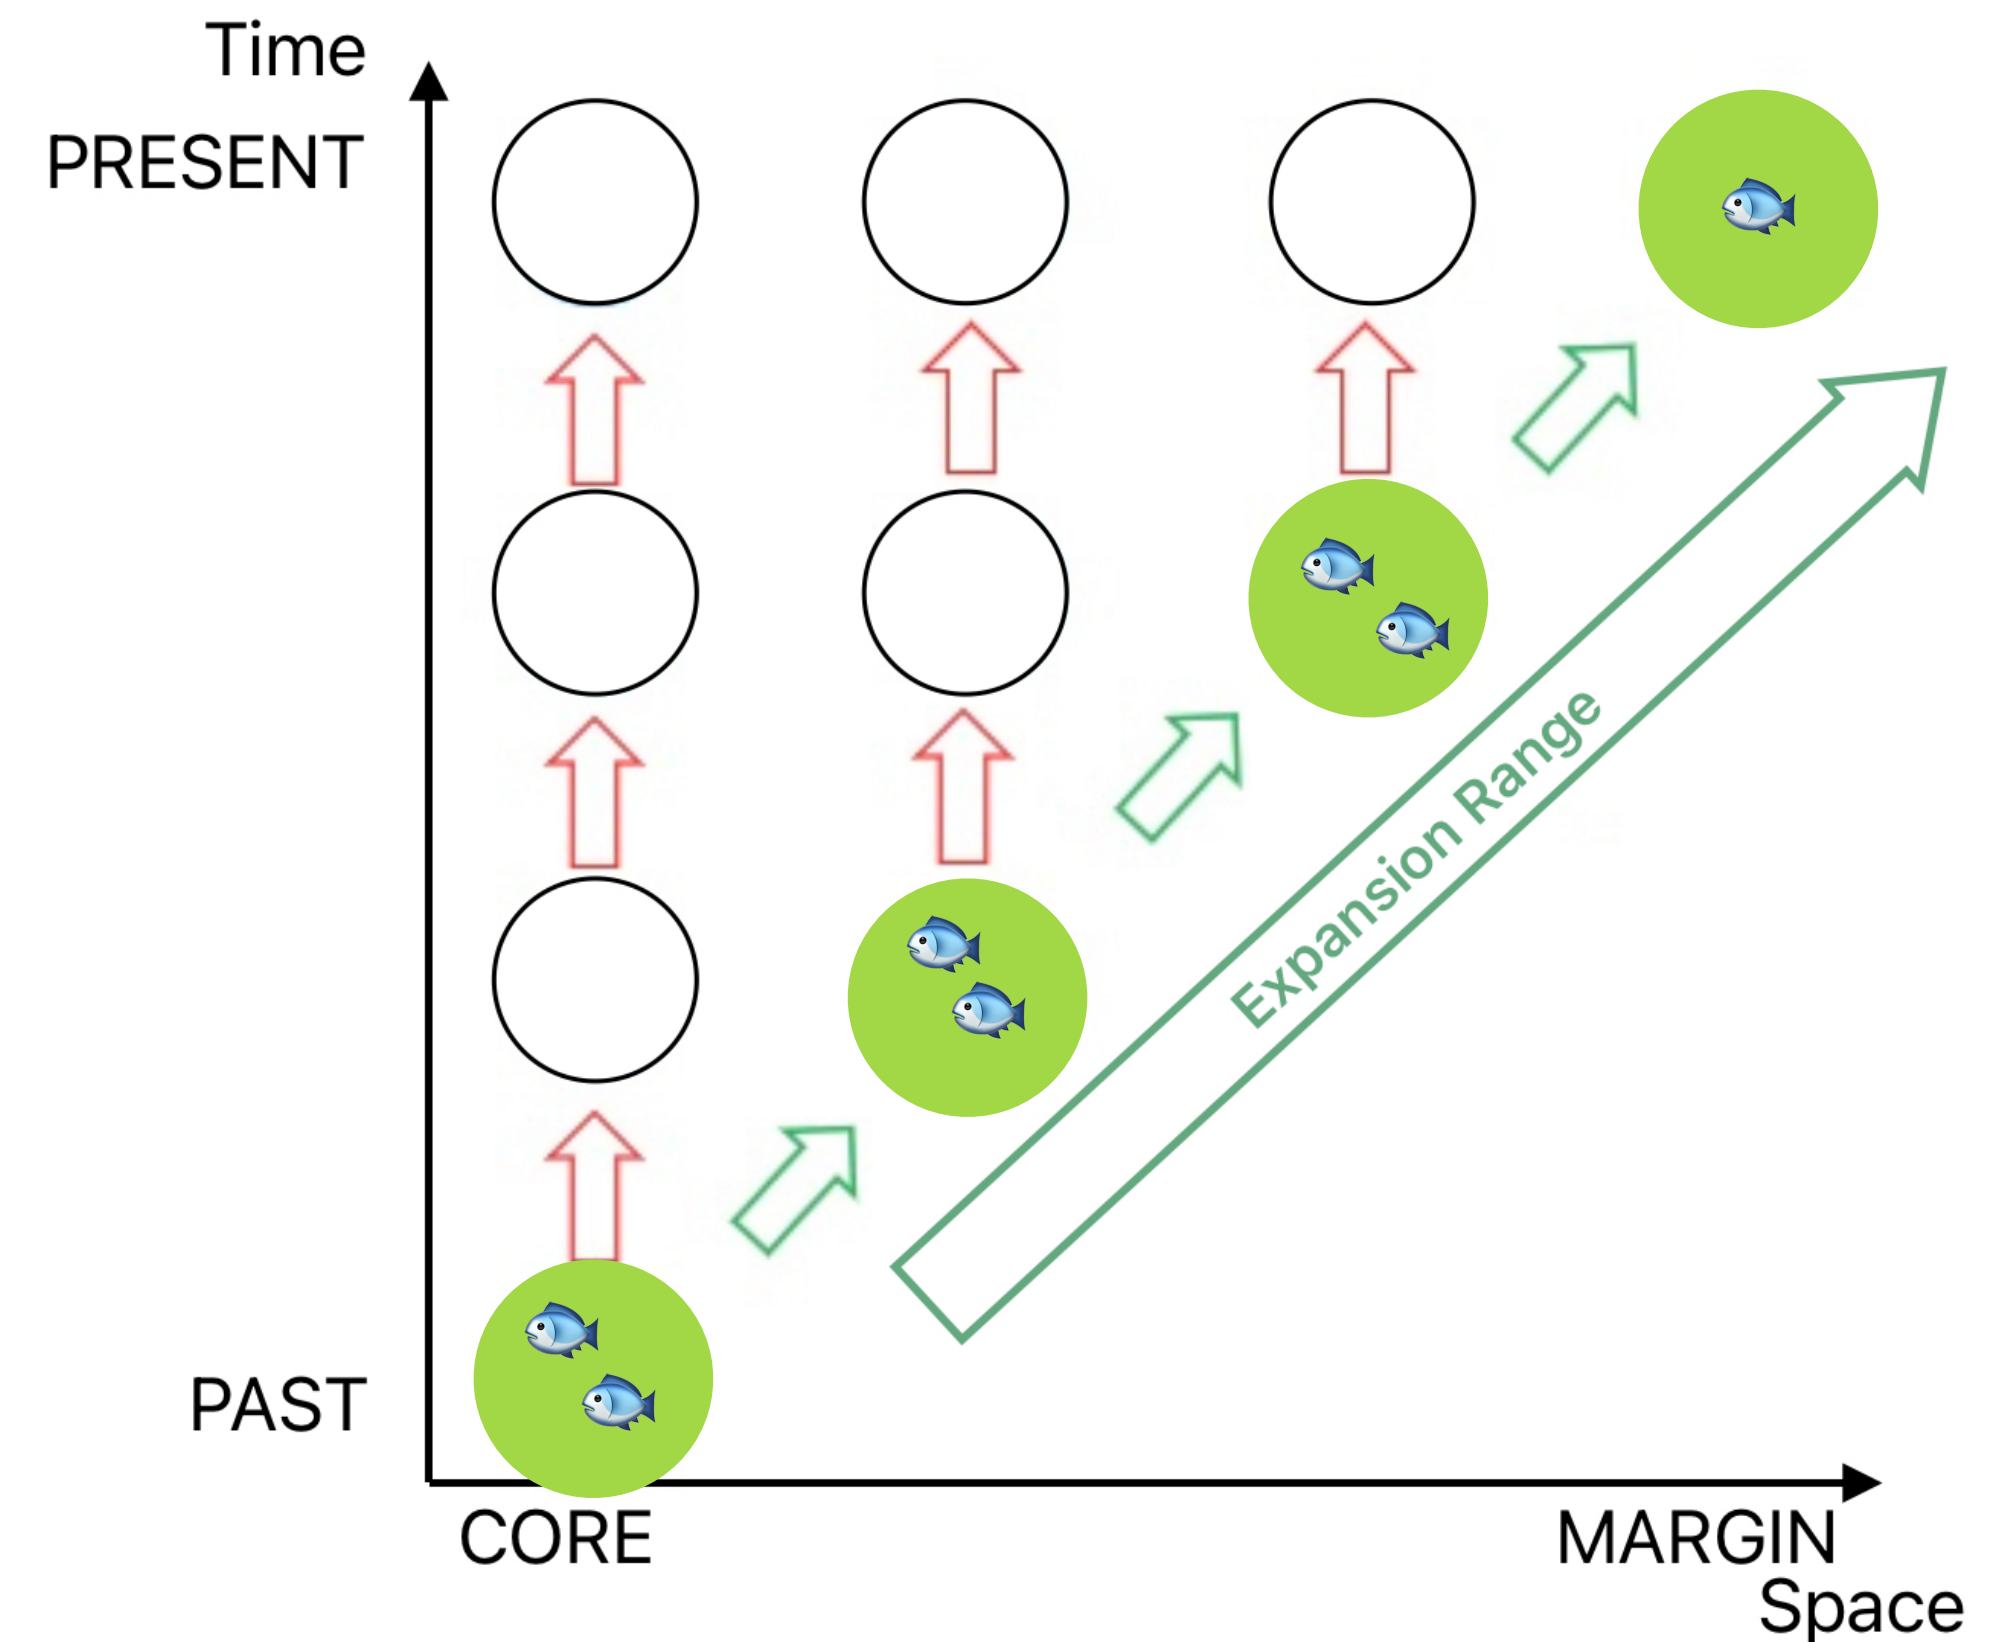 Time
PRESENT
Expansion Range
PAST
CORE
MARGIN
Space